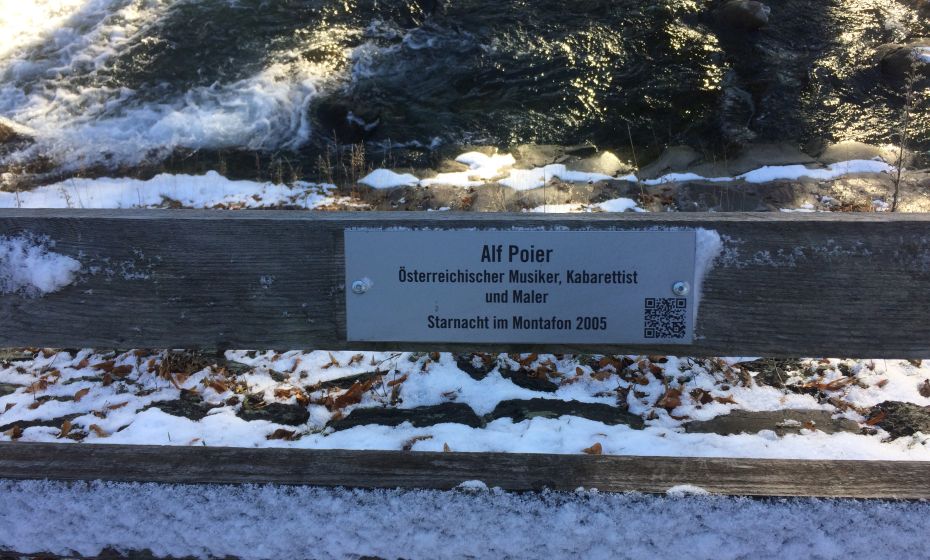 Alf Poier
Österreichischer Musiker, Kabarettist
und Maler
Starnacht im Montafon 2005